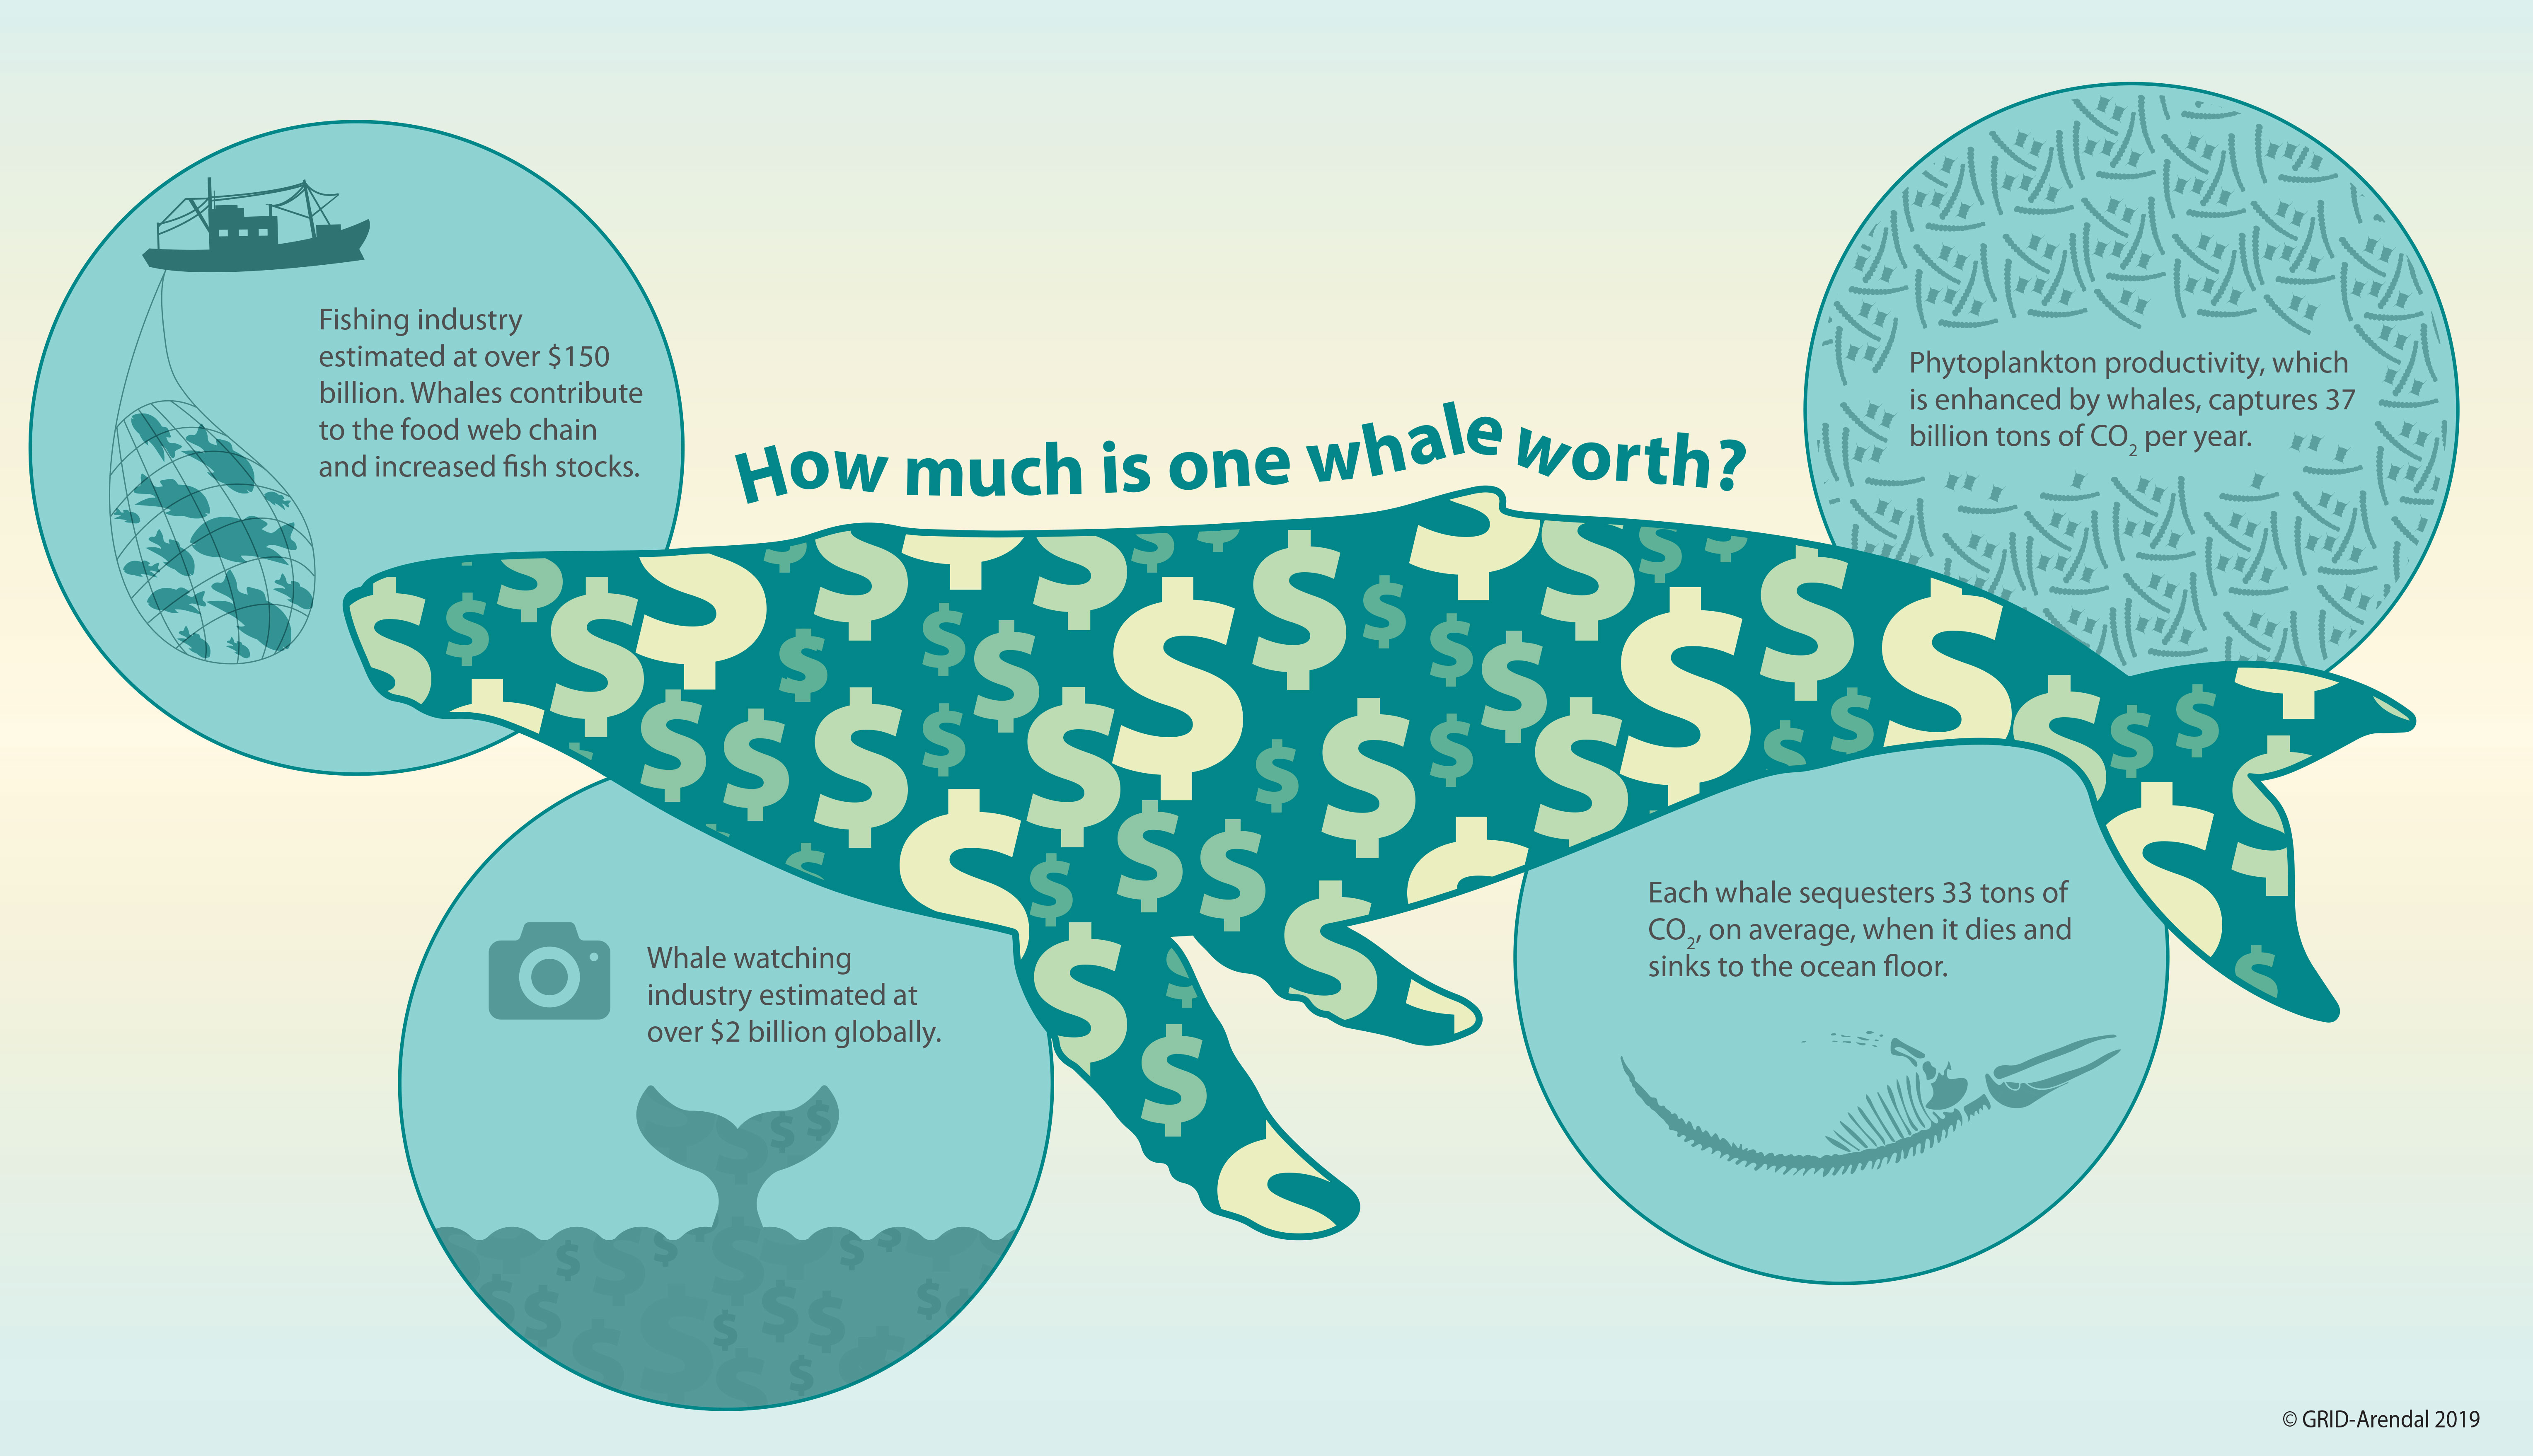 How much is one whale worth?
Fishing industry
estimated at over $150
billion. Whales contribute
to the food web chain
and increased fish stocks.
Phytoplankton productivity, which
is enhanced by whales, captures 37
billion tons of CO₂ per year.
Whale watching
industry estimated at
over $2 billion globally.
Each whale sequesters 33 tons of
CO₂, on average, when it dies and
sinks to the ocean floor.
© GRID-Arendal 2019